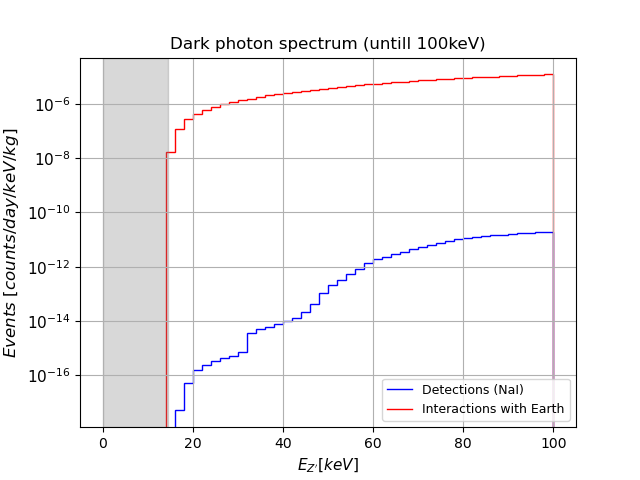 Dark photon spectrum (untill 100keV)
Events [counts/day/keV/kg]
10⁻⁶
10⁻⁸
10⁻¹⁰
10⁻¹²
10⁻¹⁴
10⁻¹⁶
Detections (NaI)
Interactions with Earth
0 20 40 60 80 100
E_{Z'}[keV]